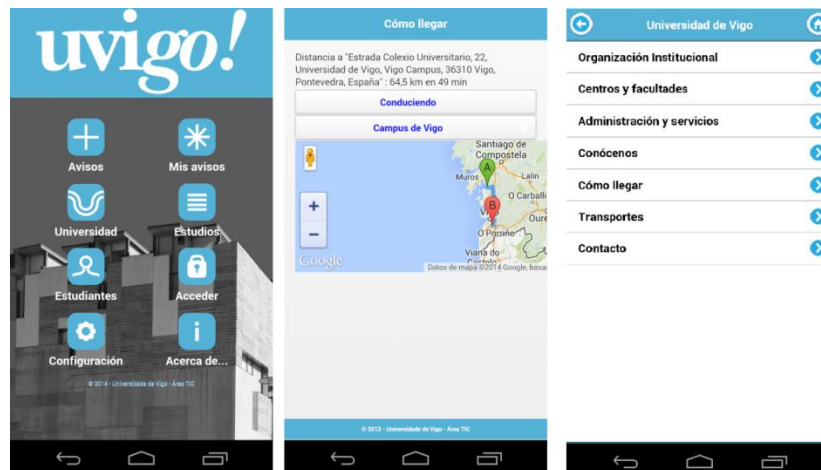 uvigo!
Avisos
Mis avisos
Universidad
Estudios
Estudiantes
Acceder
Configuración
Acerca de...
© 2014 - Universidade de Vigo - Área TIC
Cómo llegar
Distancia a "Estrada Colexio Universitario, 22,
Universidad de Vigo, Vigo Campus, 36310 Vigo,
Pontevedra, España" : 64,5 km en 49 min
Conduciendo
Campus de Vigo
Santiago de
Compostela
A
Muros
Lalín
O Carballi
B
Oure
O Porriño
Viana do
Castelo
Google
Datos de mapa ©2014 Google, basad
© 2013 - Universidade de Vigo - Área TIC
Universidad de Vigo
Organización Institucional
Centros y facultades
Administración y servicios
Conócenos
Cómo llegar
Transportes
Contacto